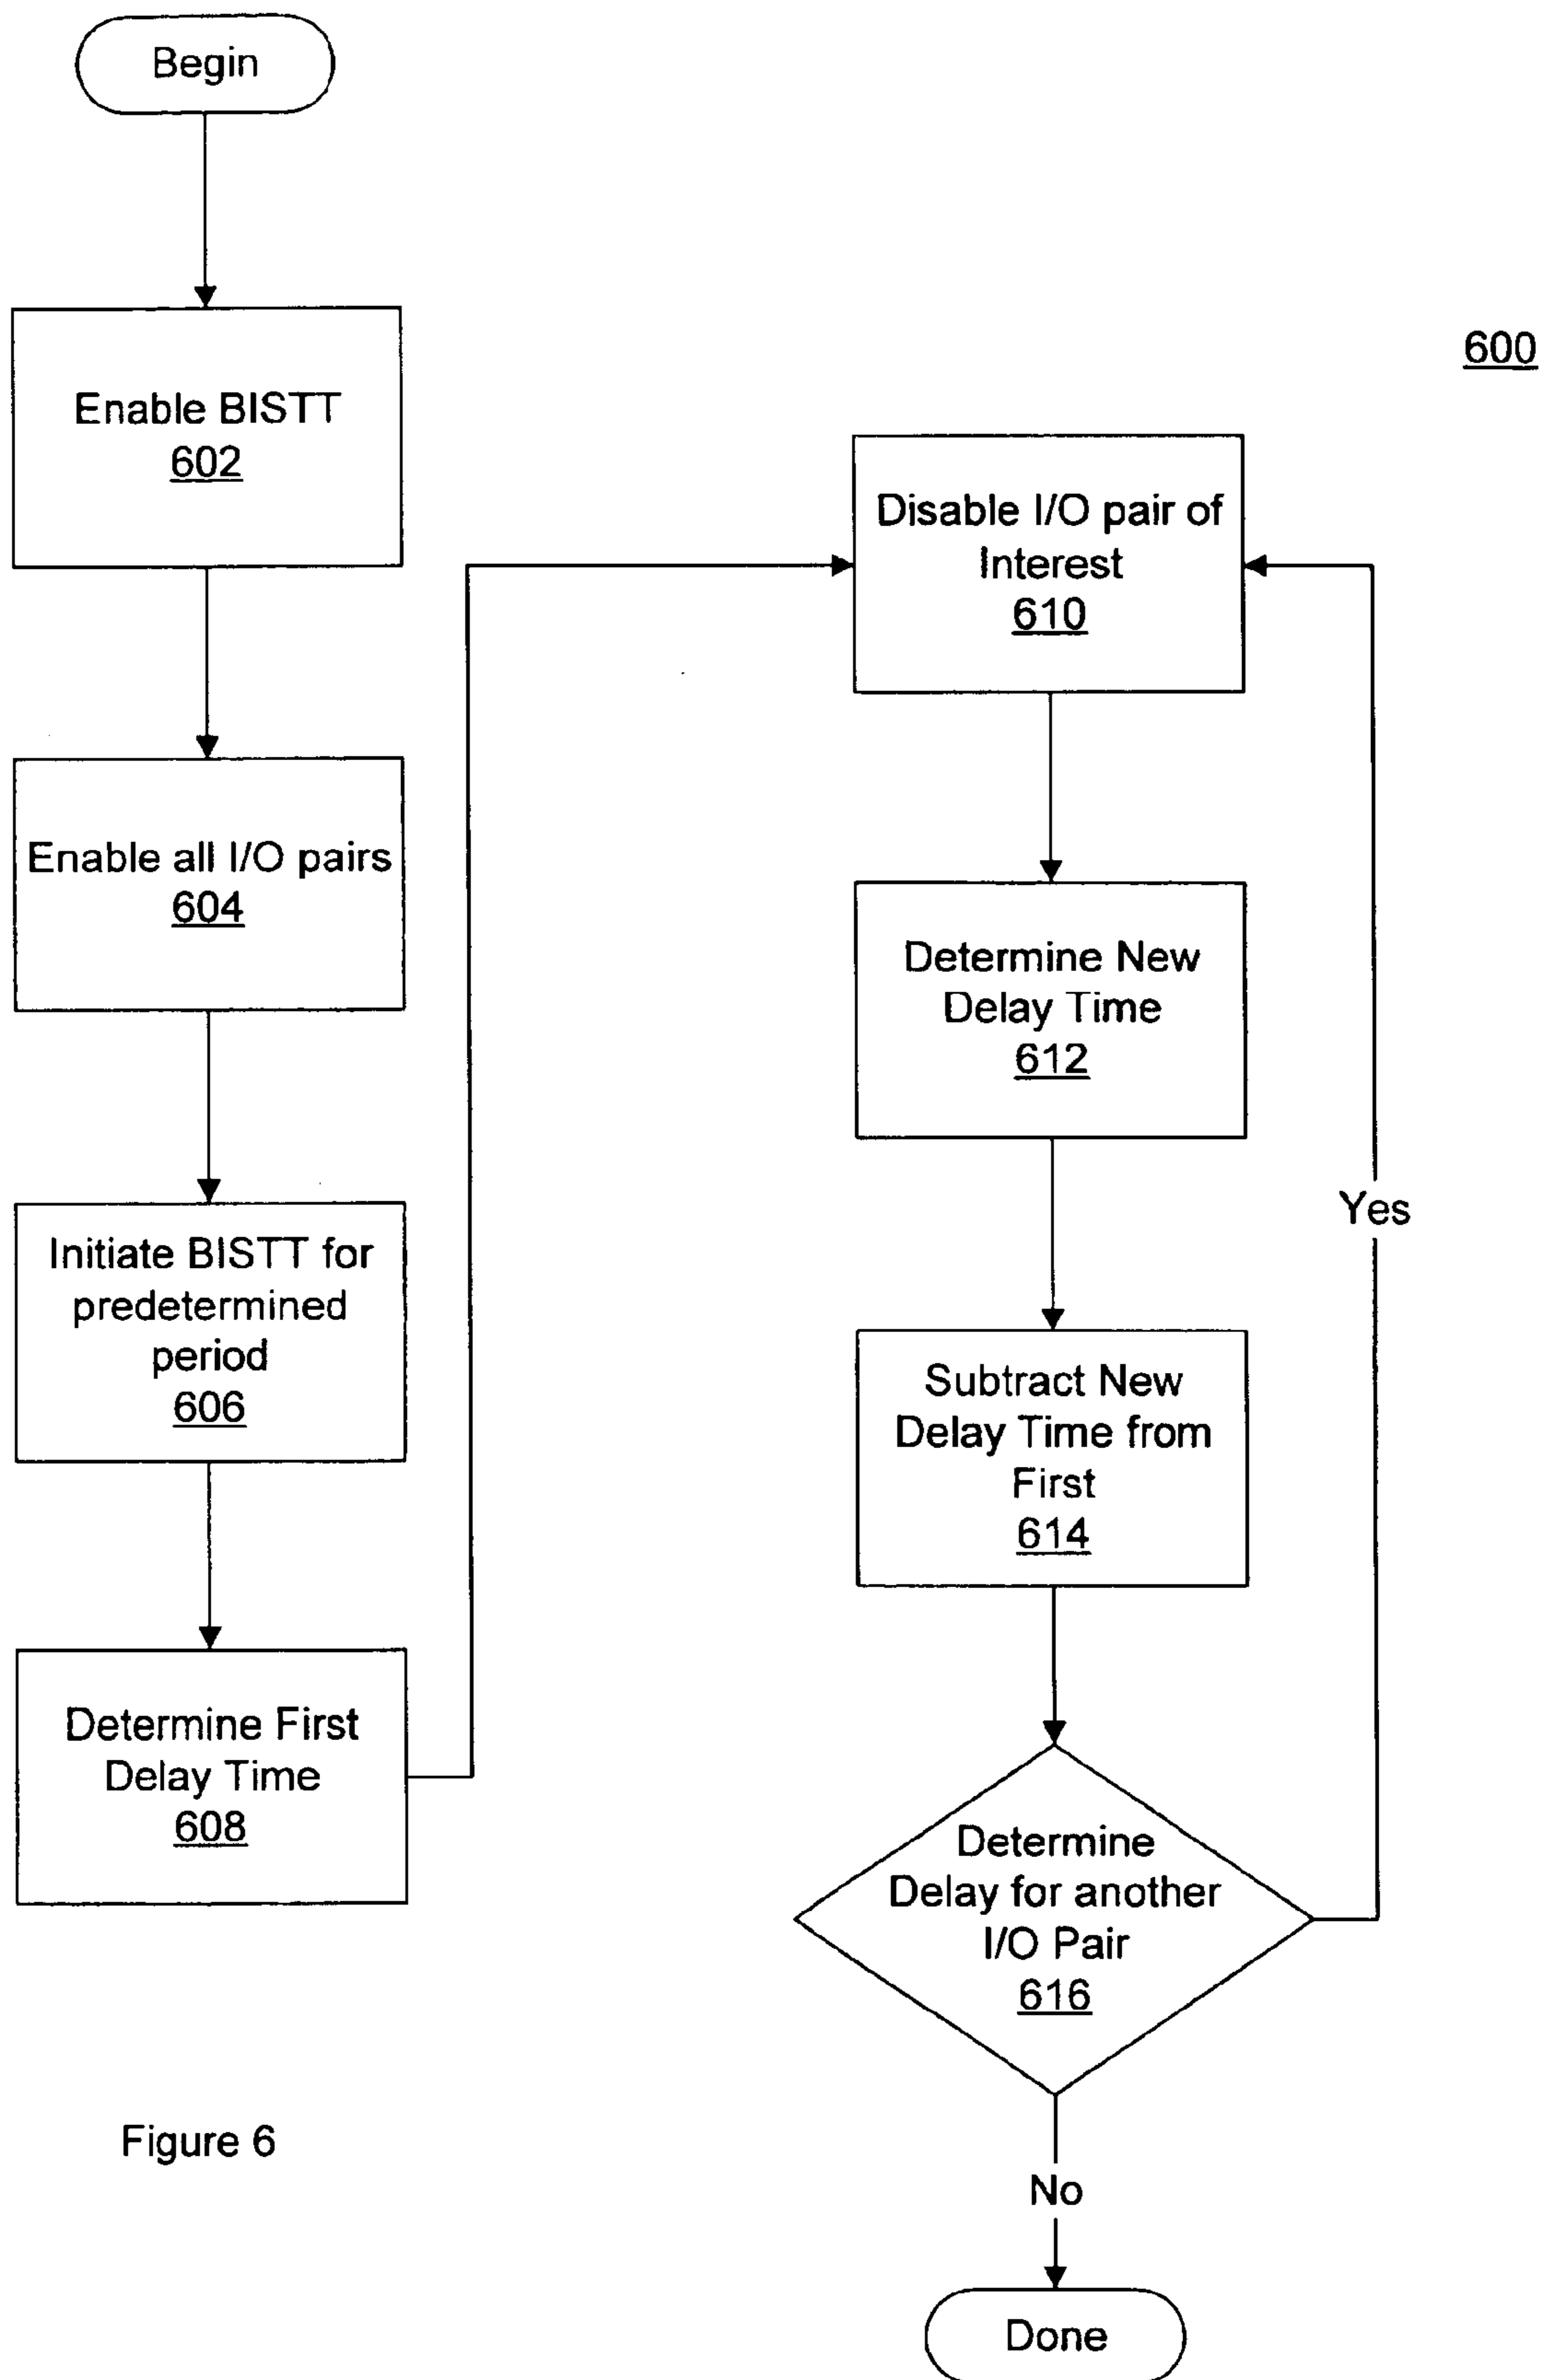 Begin
Enable BISTT
602
Enable all I/O pairs
604
Initiate BISTT for
predetermined
period
606
Determine First
Delay Time
608
600
Disable I/O pair of
Interest
610
Determine New
Delay Time
612
Subtract New
Delay Time from
First
614
Determine
Delay for another
I/O Pair
616
Yes
No
Done
Figure 6